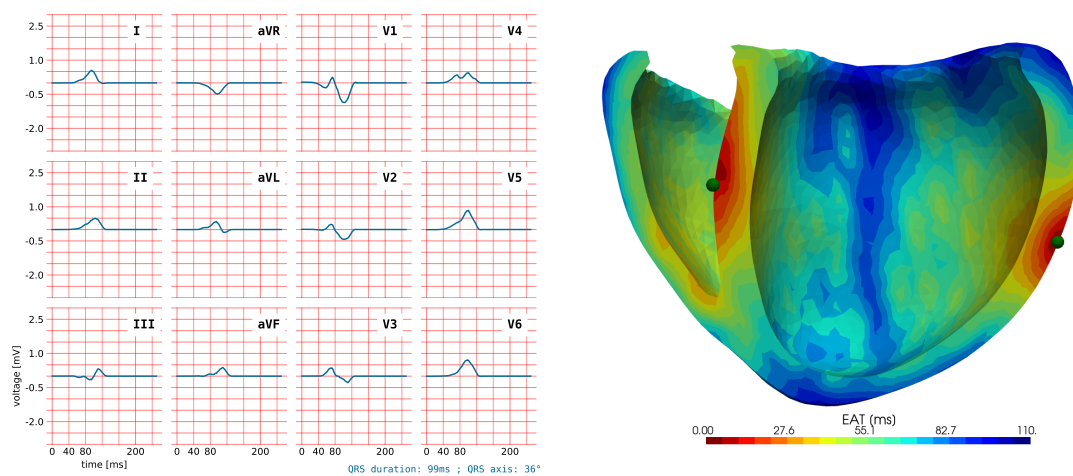 I aVR V1 V4
2.5
1.0
-0.5
-2.0
II aVL V2 V5
2.5
1.0
-0.5
-2.0
III aVF V3 V6
2.5
1.0
-0.5
-2.0
voltage [mV]
0 40 80 200 0 40 80 200 0 40 80 200 0 40 80 200
time [ms]
QRS duration: 99ms ; QRS axis: 36°
EAT (ms)
0.00 27.6 55.1 82.7 110.